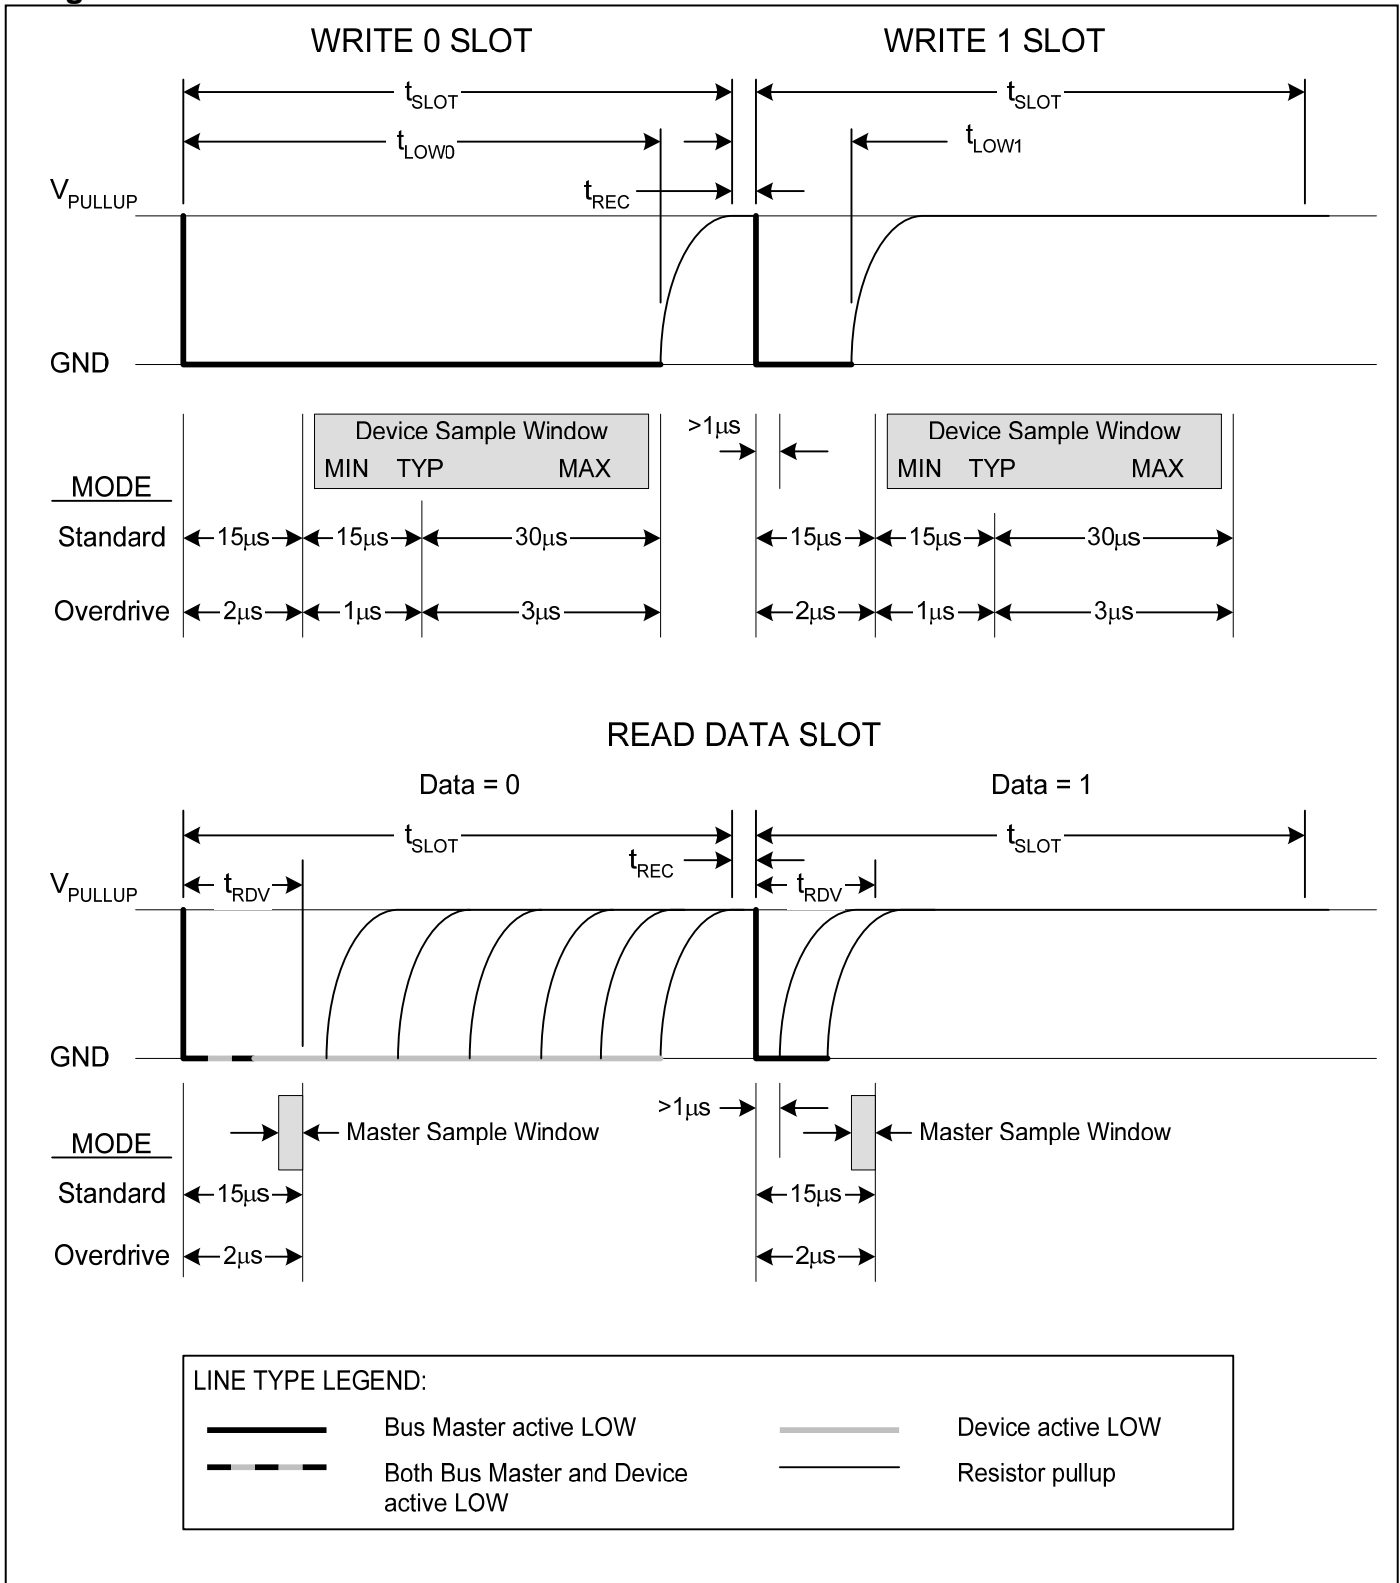 WRITE 0 SLOT WRITE 1 SLOT
tSLOT tSLOT
tLOW0 tLOW1
VPULLUP tREC
GND
>1µs
Device Sample Window Device Sample Window
MIN TYP MAX MIN TYP MAX
MODE
Standard 15µs 15µs 30µs 15µs 15µs 30µs
Overdrive 2µs 1µs 3µs 2µs 1µs 3µs
READ DATA SLOT
Data = 0 Data = 1
tSLOT tSLOT
tREC
VPULLUP tRDV tRDV
GND
>1µs
Master Sample Window Master Sample Window
MODE
Standard 15µs 15µs
Overdrive 2µs 2µs
LINE TYPE LEGEND:
Bus Master active LOW Device active LOW
Both Bus Master and Device Resistor pullup
active LOW